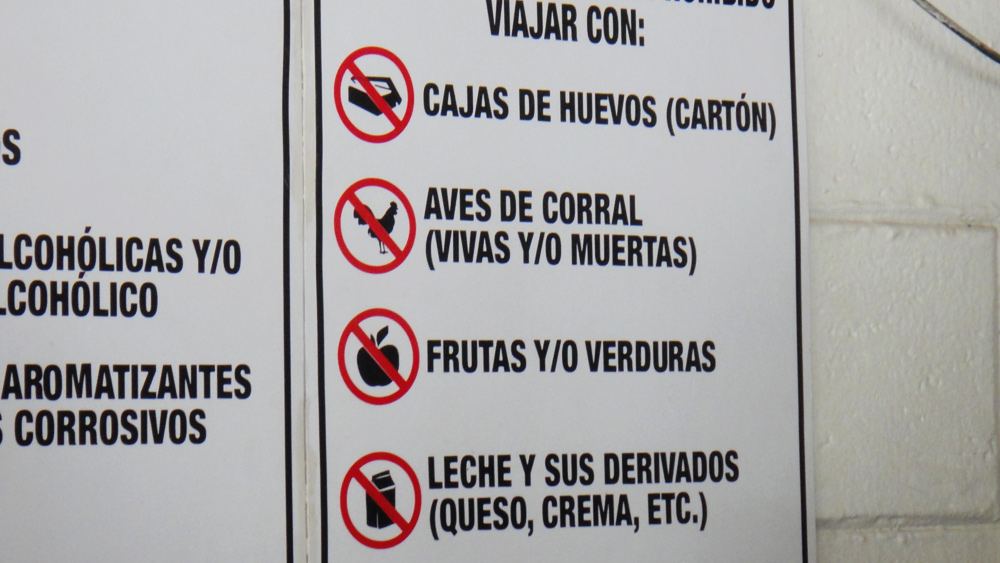 VIAJAR CON:
CAJAS DE HUEVOS (CARTÓN)
AVES DE CORRAL
(VIVAS Y/O MUERTAS)
FRUTAS Y/O VERDURAS
LECHE Y SUS DERIVADOS
(QUESO, CREMA, ETC.)
OS
LCOHÓLICAS Y/O
LCOHÓLICO
AROMATIZANTES
S CORROSIVOS